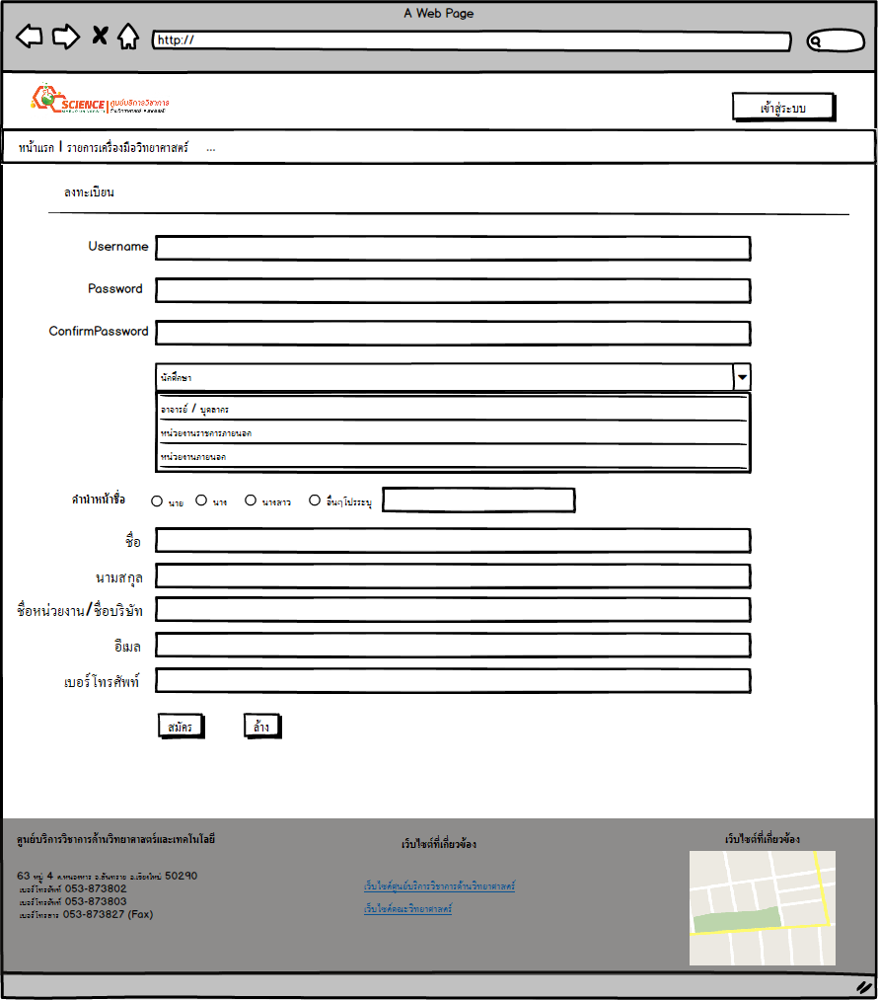 A Web Page
http://
SCIENCE ศูนย์บริการวิชาการ
เข้าสู่ระบบ
หน้าแรก | รายการเครื่องมือวิทยาศาสตร์ ...
ลงทะเบียน
Username
Password
ConfirmPassword
นักศึกษา
อาจารย์ / บุคลากร
หน่วยงานราชการภายนอก
หน่วยงานภายนอก
คำนำหน้าชื่อ นาย นาง นางสาว อื่นๆโปรระบุ
ชื่อ
นามสกุล
ชื่อหน่วยงาน/ชื่อบริษัท
อีเมล
เบอร์โทรศัพท์
สมัคร ล้าง
ศูนย์บริการวิชาการด้านวิทยาศาสตร์และเทคโนโลยี
63 หมู่ 4 ต.หนองหาร อ.สันทราย จ.เชียงใหม่ 50290
เบอร์โทรศัพท์ 053-873802
เบอร์โทรศัพท์ 053-873803
เบอร์โทรสาร 053-873827 (Fax)
เว็บไซต์ที่เกี่ยวข้อง
เว็บไซต์ศูนย์บริการวิชาการด้านวิทยาศาสตร์
เว็บไซต์คณะวิทยาศาสตร์
เว็บไซต์ที่เกี่ยวข้อง